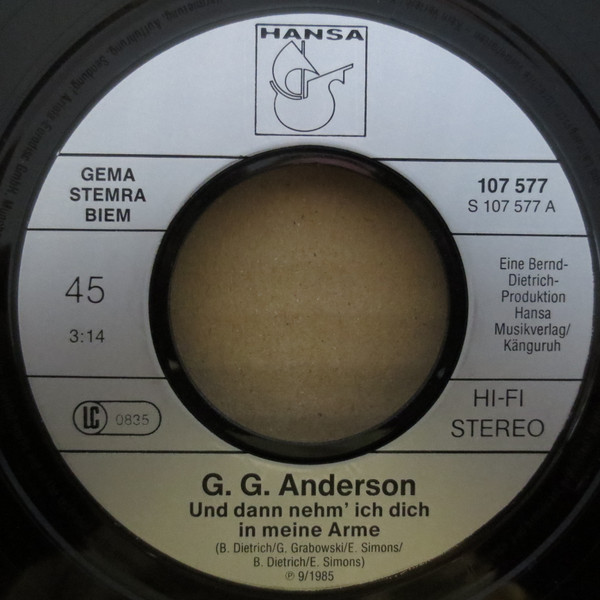 HANSA
GEMA
STEMRA
BIEM
107 577
S 107 577 A
45
3:14
Eine Bernd-
Dietrich-
Produktion
Hansa
Musikverlag/
Känguruh
LC 0835
HI-FI
STEREO
G. G. Anderson
Und dann nehm' ich dich
in meine Arme
(B. Dietrich/G. Grabowski/E. Simons/
B. Dietrich/E. Simons)
℗ 9/1985